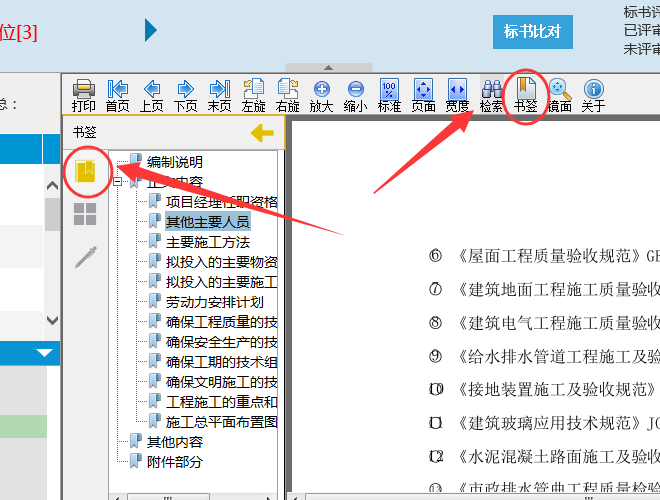 位[3]
标书比对
标书评
已评审
未评审
总：
打印 首页 上页 下页 末页 左旋 右旋 放大 缩小 标准 页面 宽度 检索 书签 镜面 关于
100
%
书签
编制说明
正文内容
项目经理任职资格
其他主要人员
主要施工方法
拟投入的主要物资
拟投入的主要施工
劳动力安排计划
确保工程质量的技
确保安全生产的技
确保工期的技术组
确保文明施工的技
工程施工的重点和
施工总平面布置图
其他内容
附件部分
⑥ 《屋面工程质量验收规范》GB
⑦ 《建筑地面工程施工质量验收
⑧ 《建筑电气工程施工质量验收
⑨ 《给水排水管道工程施工及验
⑩ 《接地装置施工及验收规范》
⑪ 《建筑玻璃应用技术规范》JG
⑫ 《水泥混凝土路面施工及验收
⑬ 《市政排水管曲工程质量检验